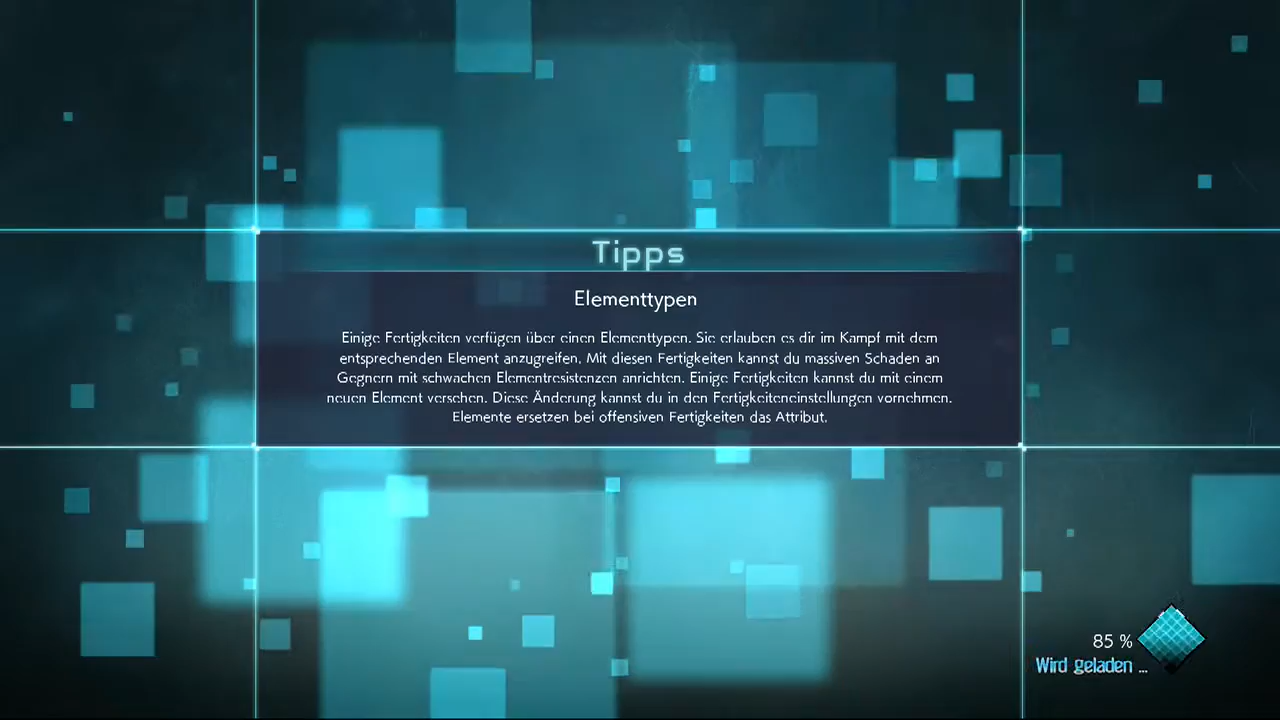 Tipps
Elementtypen
Einige Fertigkeiten verfügen über einen Elementtypen. Sie erlauben es dir im Kampf mit dem
entsprechenden Element anzugreifen. Mit diesen Fertigkeiten kannst du massiven Schaden an
Gegnern mit schwachen Elementresistenzen anrichten. Einige Fertigkeiten kannst du mit einem
neuen Element versehen. Diese Änderung kannst du in den Fertigkeiteneinstellungen vornehmen.
Elemente ersetzen bei offensiven Fertigkeiten das Attribut.
85 %
Wird geladen ...